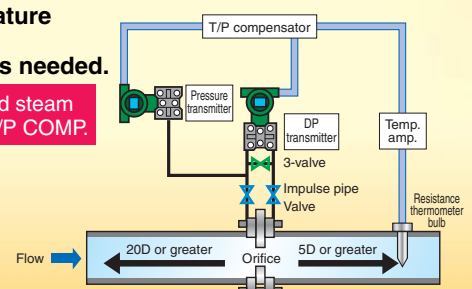 ature
s needed.
d steam
/P COMP.
T/P compensator
Pressure
transmitter
DP
transmitter
Temp.
amp.
3-valve
Impulse pipe
Valve
Resistance
thermometer
bulb
Flow
20D or greater
Orifice
5D or greater